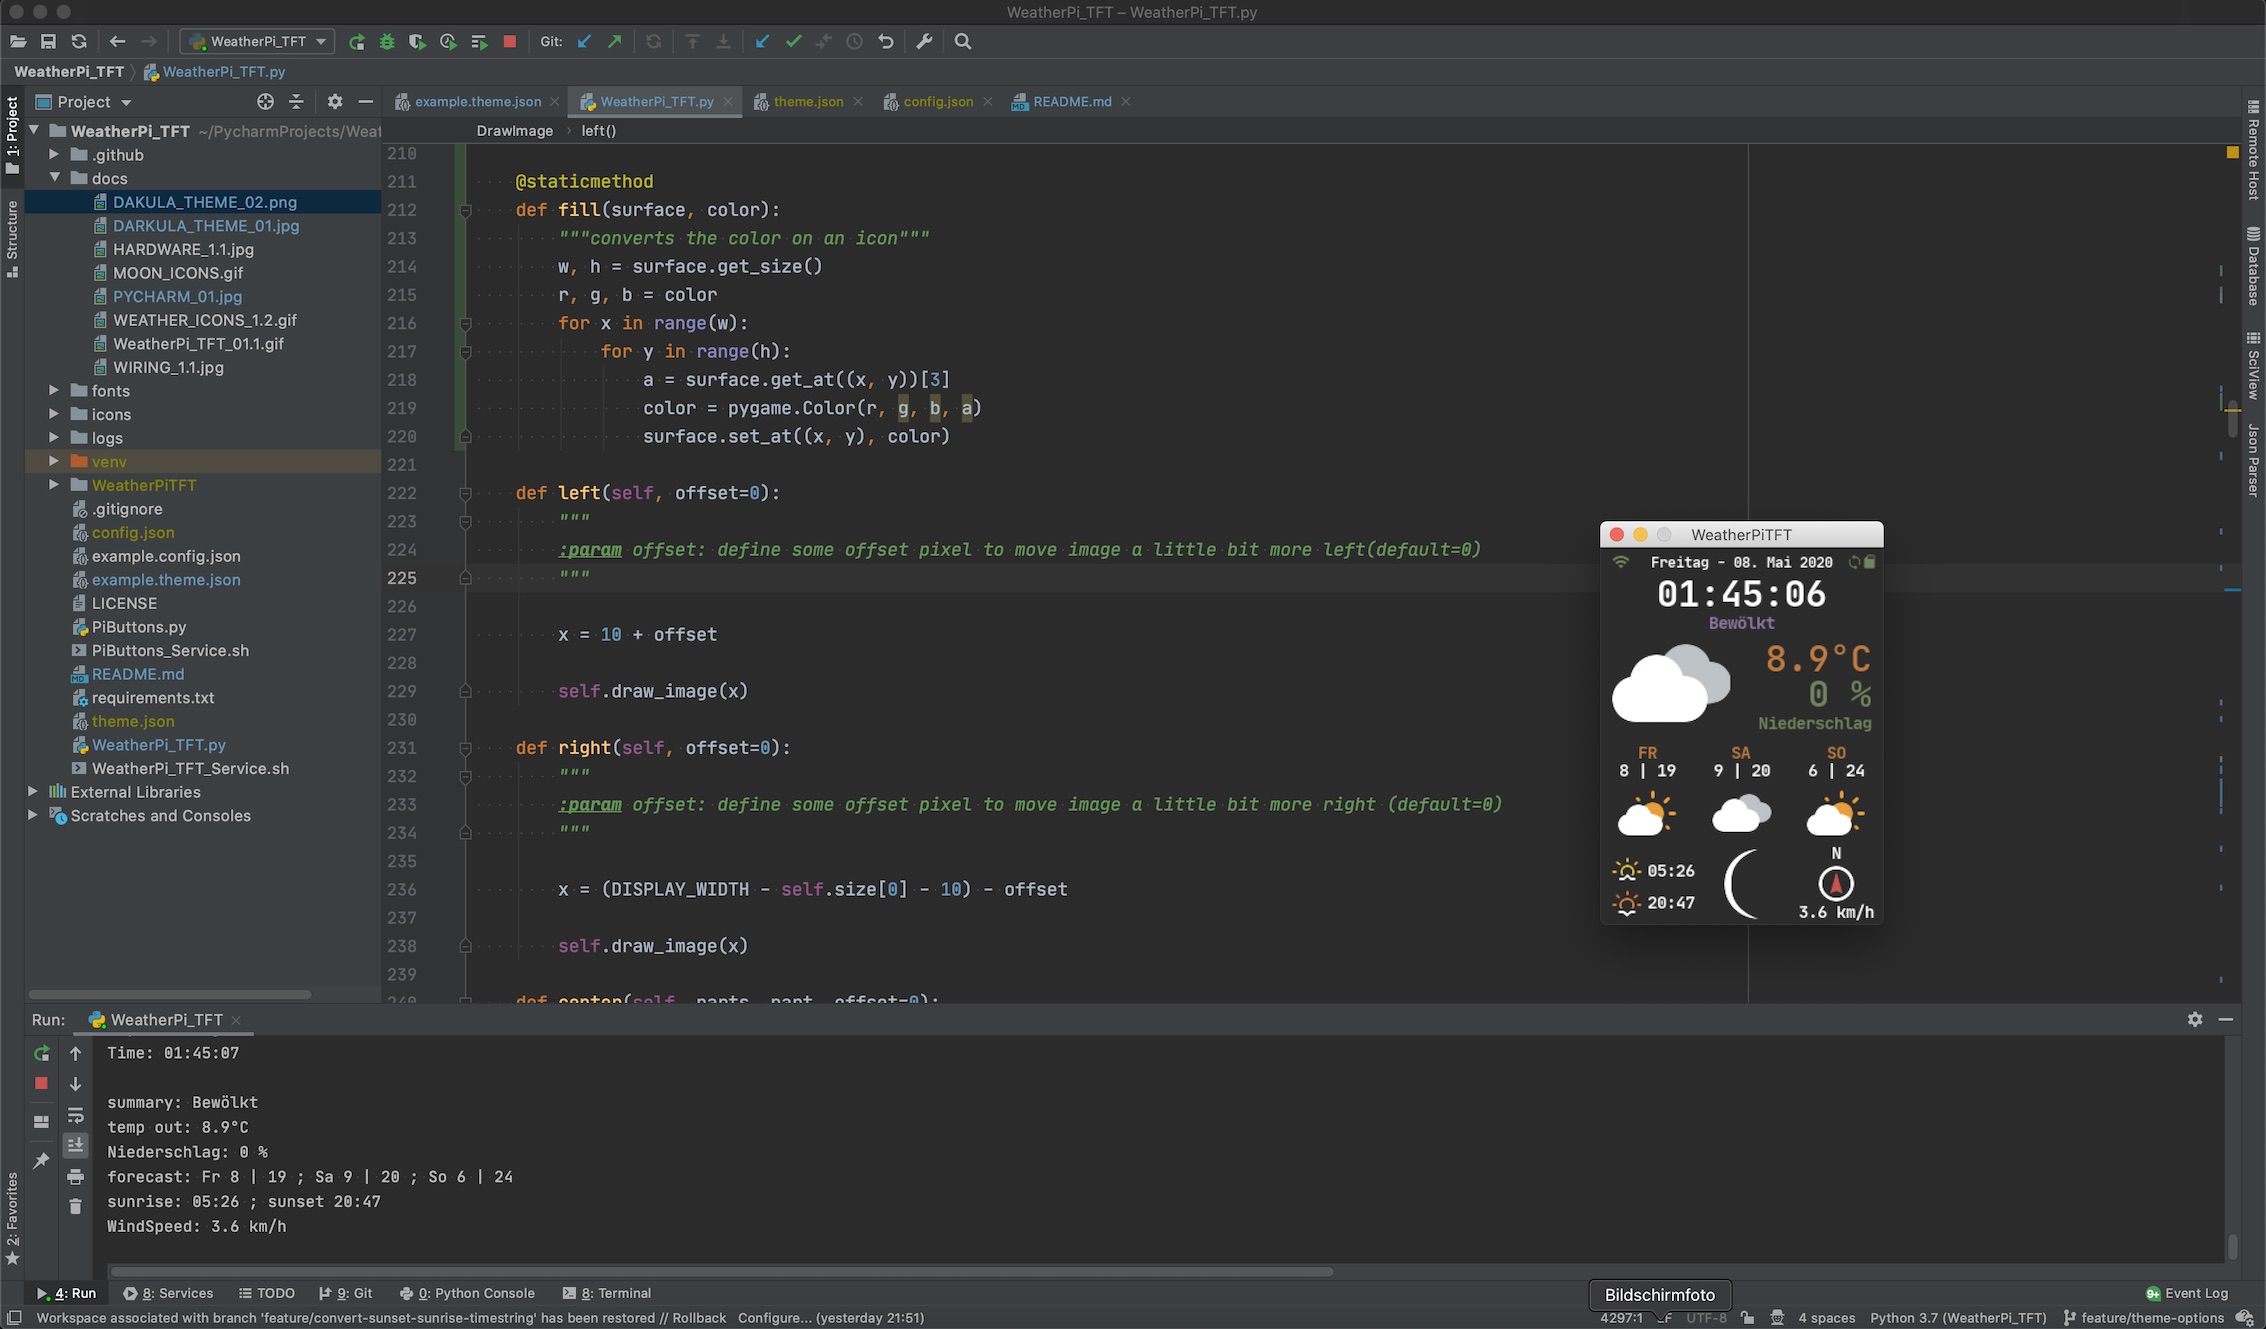 WeatherPi_TFT – WeatherPi_TFT.py
WeatherPi_TFT
Git:
WeatherPi_TFT
WeatherPi_TFT.py
1: Project
Structure
2: Favorites
Project
WeatherPi_TFT ~/PycharmProjects/Weat
.github
docs
DAKULA_THEME_02.png
DARKULA_THEME_01.jpg
HARDWARE_1.1.jpg
MOON_ICONS.gif
PYCHARM_01.jpg
WEATHER_ICONS_1.2.gif
WeatherPi_TFT_01.1.gif
WIRING_1.1.jpg
fonts
icons
logs
venv
WeatherPiTFT
.gitignore
config.json
example.config.json
example.theme.json
LICENSE
PiButtons.py
PiButtons_Service.sh
README.md
requirements.txt
theme.json
WeatherPi_TFT.py
WeatherPi_TFT_Service.sh
External Libraries
Scratches and Consoles
example.theme.json
WeatherPi_TFT.py
theme.json
config.json
README.md
DrawImage › left()
210
211 @staticmethod
212 def fill(surface, color):
213 """converts the color on an icon"""
214 w, h = surface.get_size()
215 r, g, b = color
216 for x in range(w):
217 for y in range(h):
218 a = surface.get_at((x, y))[3]
219 color = pygame.Color(r, g, b, a)
220 surface.set_at((x, y), color)
221
222 def left(self, offset=0):
223 """
224 :param offset: define some offset pixel to move image a little bit more left(default=0)
225 """
226
227 x = 10 + offset
228
229 self.draw_image(x)
230
231 def right(self, offset=0):
232 """
233 :param offset: define some offset pixel to move image a little bit more right (default=0)
234 """
235
236 x = (DISPLAY_WIDTH - self.size[0] - 10) - offset
237
238 self.draw_image(x)
239
240 def center(self, parts, part, offset=0):
WeatherPiTFT
Freitag - 08. Mai 2020
01:45:06
Bewölkt
8.9°C
0 %
Niederschlag
FR SA SO
8 | 19 9 | 20 6 | 24
N
05:26
20:47
3.6 km/h
Remote Host
Database
SciView
Json Parser
Run: WeatherPi_TFT
Time: 01:45:07
summary: Bewölkt
temp out: 8.9°C
Niederschlag: 0 %
forecast: Fr 8 | 19 ; Sa 9 | 20 ; So 6 | 24
sunrise: 05:26 ; sunset 20:47
WindSpeed: 3.6 km/h
4: Run 8: Services TODO 9: Git 0: Python Console 8: Terminal
Bildschirmfoto
9+ Event Log
Workspace associated with branch 'feature/convert-sunset-sunrise-timestring' has been restored // Rollback Configure... (yesterday 21:51)
4297:1 LF UTF-8 4 spaces Python 3.7 (WeatherPi_TFT) feature/theme-options